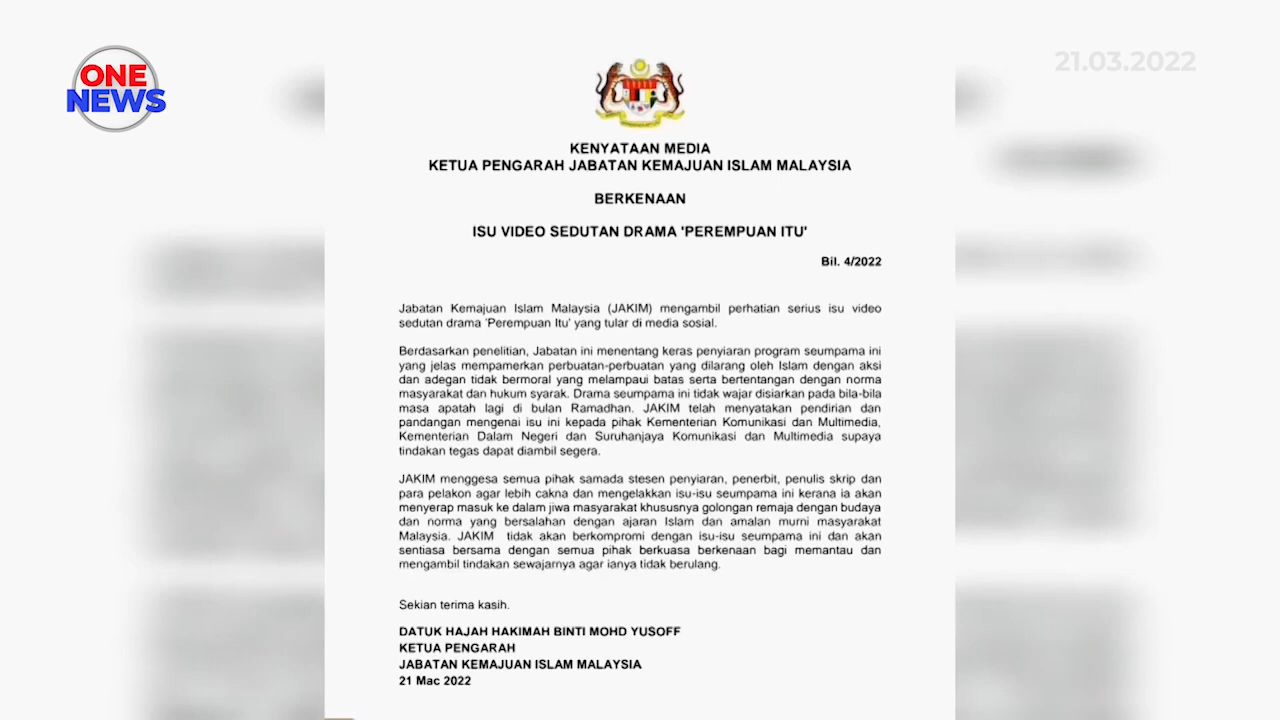 ONE
NEWS
21.03.2022
KENYATAAN MEDIA
KETUA PENGARAH JABATAN KEMAJUAN ISLAM MALAYSIA
BERKENAAN
ISU VIDEO SEDUTAN DRAMA 'PEREMPUAN ITU'
Bil. 4/2022
Jabatan Kemajuan Islam Malaysia (JAKIM) mengambil perhatian serius isu video
sedutan drama 'Perempuan Itu' yang tular di media sosial.
Berdasarkan penelitian, Jabatan ini menentang keras penyiaran program seumpama ini
yang jelas mempamerkan perbuatan-perbuatan yang dilarang oleh Islam dengan aksi
dan adegan tidak bermoral yang melampaui batas serta bertentangan dengan norma
masyarakat dan hukum syarak. Drama seumpama ini tidak wajar disiarkan pada bila-bila
masa apatah lagi di bulan Ramadhan. JAKIM telah menyatakan pendirian dan
pandangan mengenai isu ini kepada pihak Kementerian Komunikasi dan Multimedia,
Kementerian Dalam Negeri dan Suruhanjaya Komunikasi dan Multimedia supaya
tindakan tegas dapat diambil segera.
JAKIM menggesa semua pihak samada stesen penyiaran, penerbit, penulis skrip dan
para pelakon agar lebih cakna dan mengelakkan isu-isu seumpama ini kerana ia akan
menyerap masuk ke dalam jiwa masyarakat khususnya golongan remaja dengan budaya
dan norma yang bersalahan dengan ajaran Islam dan amalan murni masyarakat
Malaysia. JAKIM tidak akan berkompromi dengan isu-isu seumpama ini dan akan
sentiasa bersama dengan semua pihak berkuasa berkenaan bagi memantau dan
mengambil tindakan sewajarnya agar ianya tidak berulang.
Sekian terima kasih.
DATUK HAJAH HAKIMAH BINTI MOHD YUSOFF
KETUA PENGARAH
JABATAN KEMAJUAN ISLAM MALAYSIA
21 Mac 2022